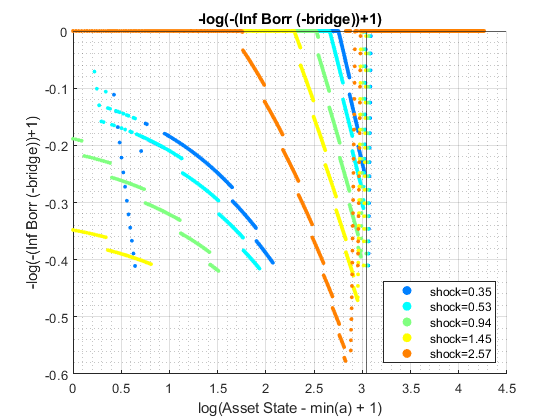 -log(-(Inf Borr (-bridge))+1)
0
-0.1
-0.2
-0.3
-0.4
-0.5
-0.6
-log(-(Inf Borr (-bridge))+1)
shock=0.35
shock=0.53
shock=0.94
shock=1.45
shock=2.57
0
0.5
1
1.5
2
2.5
3
3.5
4
4.5
log(Asset State - min(a) + 1)